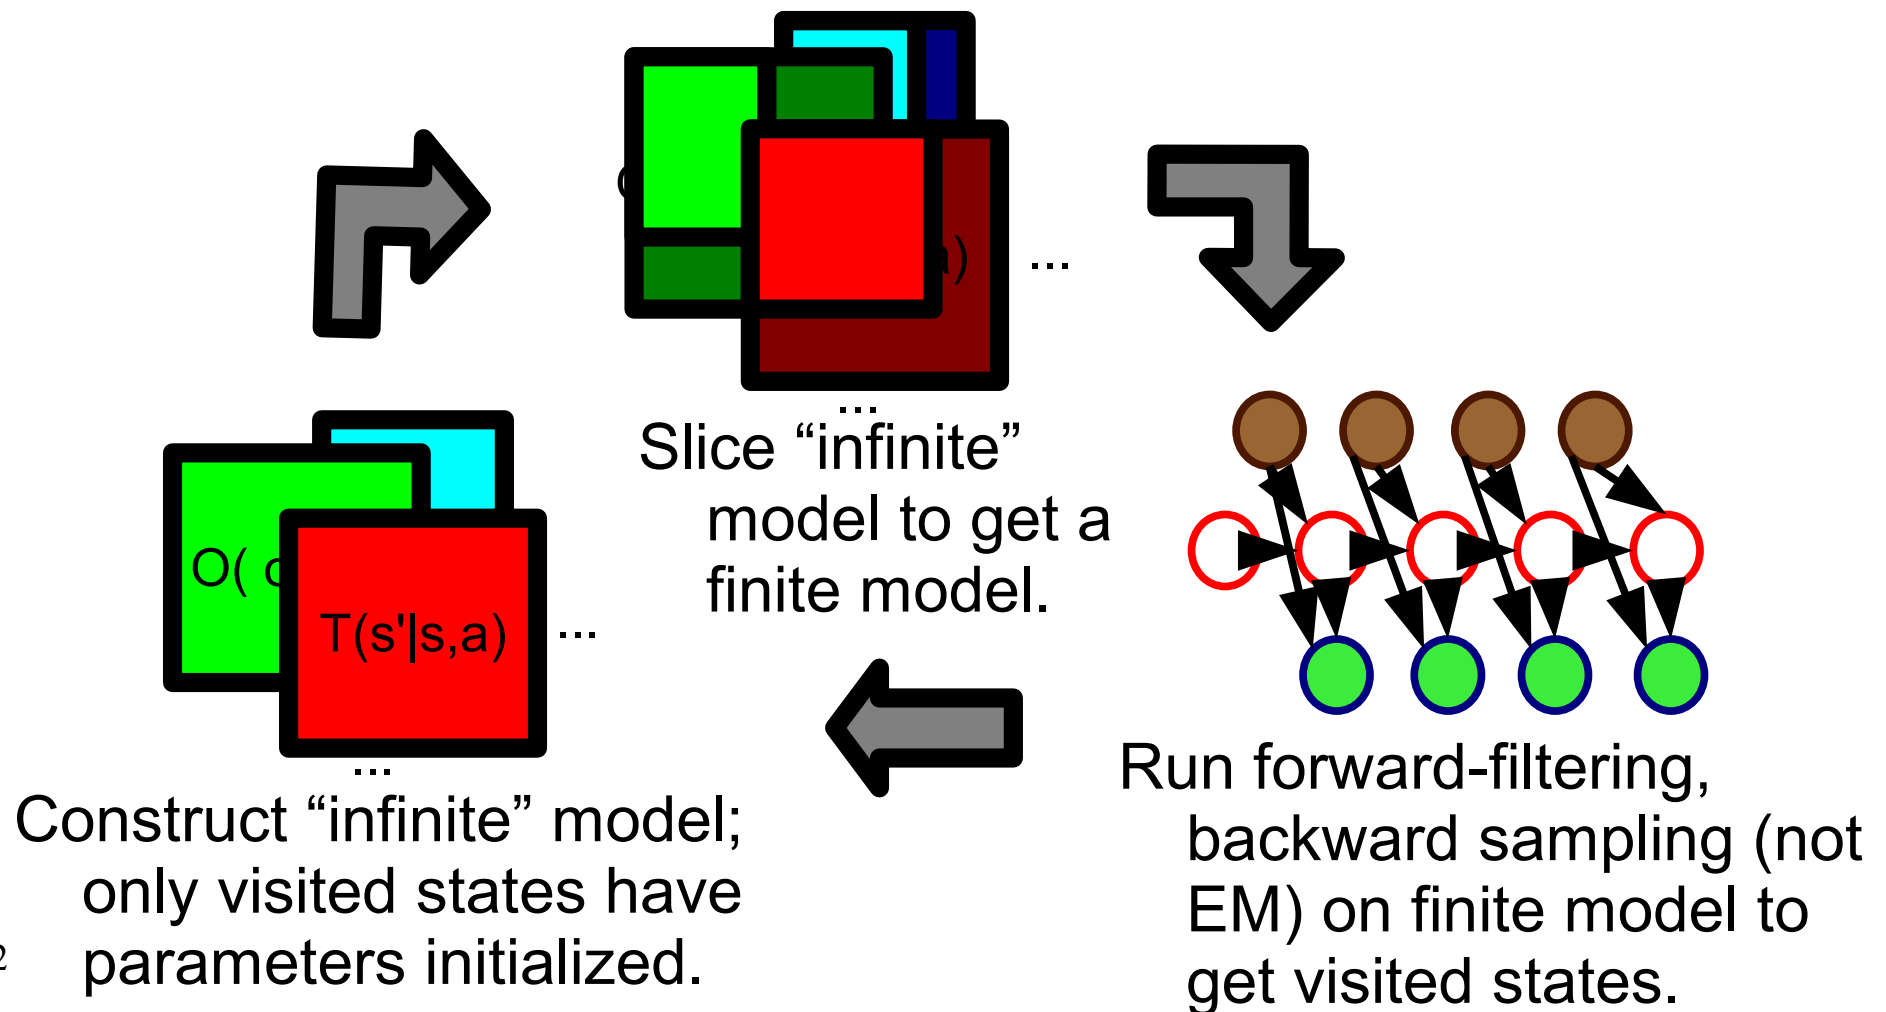 a)
...
...
Slice “infinite”
model to get a
finite model.
O(
T(s'|s,a)
...
...
Construct “infinite” model;
only visited states have
parameters initialized.
2
Run forward-filtering,
backward sampling (not
EM) on finite model to
get visited states.